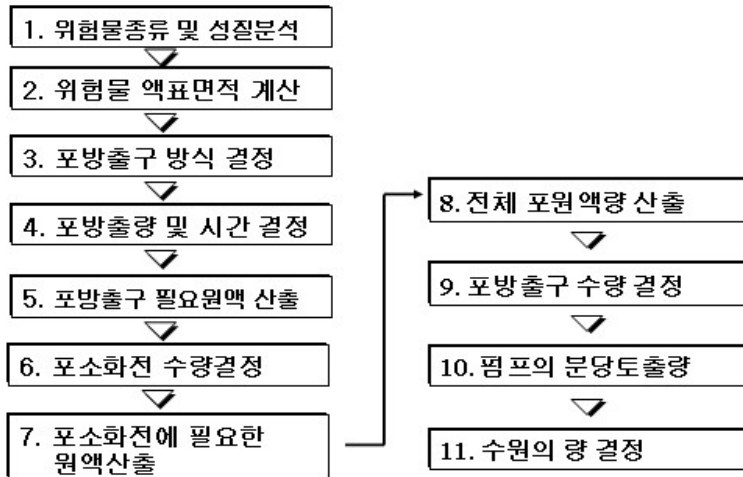 1. 위험물종류 및 성질분석
2. 위험물 액표면적 계산
3. 포방출구 방식 결정
4. 포방출량 및 시간 결정
5. 포방출구 필요원액 산출
6. 포소화전 수량결정
7. 포소화전에 필요한
원액산출
8. 전체 포원액량 산출
9. 포방출구 수량 결정
10. 펌프의 분당토출량
11. 수원의 량 결정